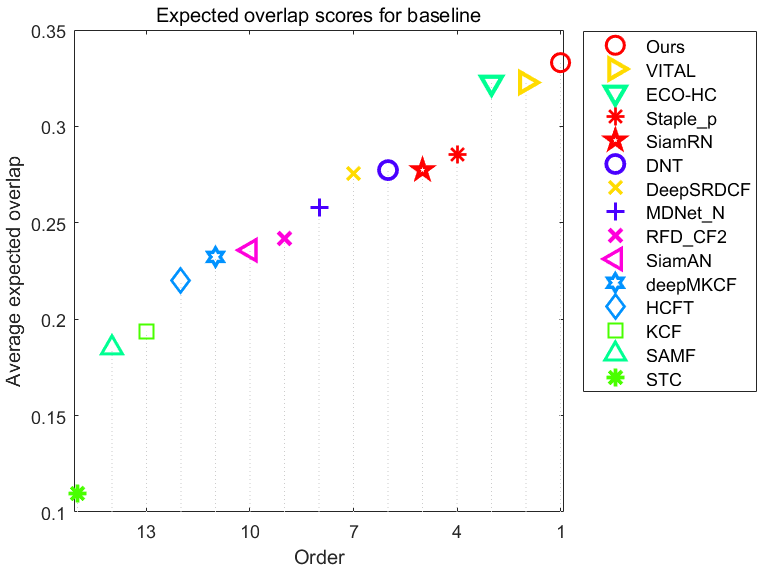 Expected overlap scores for baseline
Average expected overlap
0.35
0.3
0.25
0.2
0.15
0.1
13
10
7
4
1
Order
Ours
VITAL
ECO-HC
Staple_p
SiamRN
DNT
DeepSRDCF
MDNet_N
RFD_CF2
SiamAN
deepMKCF
HCFT
KCF
SAMF
STC